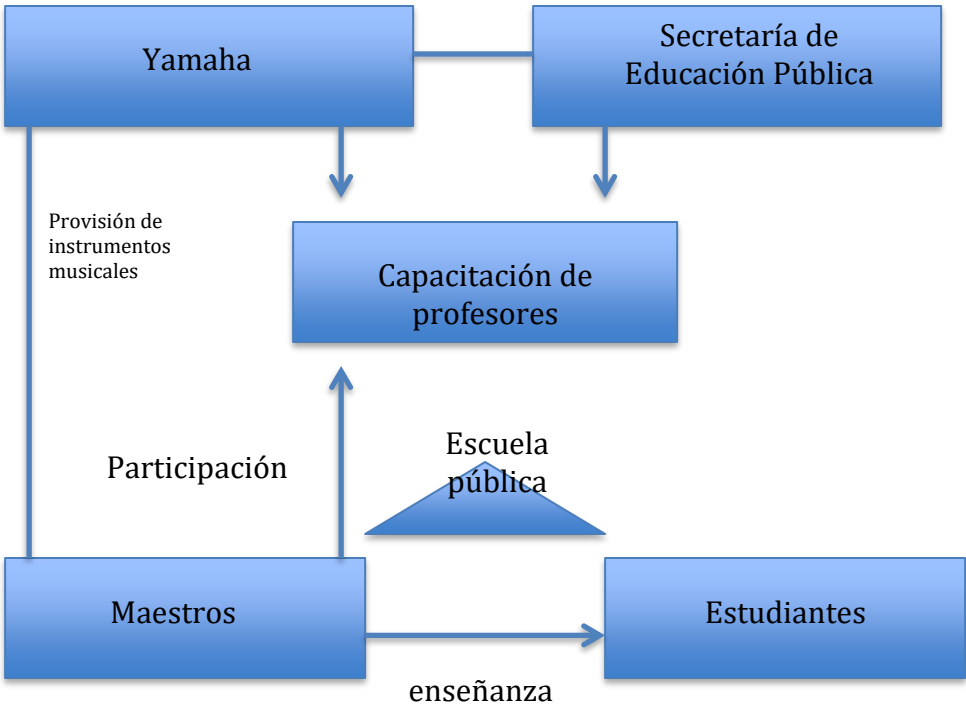 Yamaha
Secretaría de
Educación Pública
Provisión de
instrumentos
musicales
Capacitación de
profesores
Participación
Escuela
pública
Maestros
Estudiantes
enseñanza